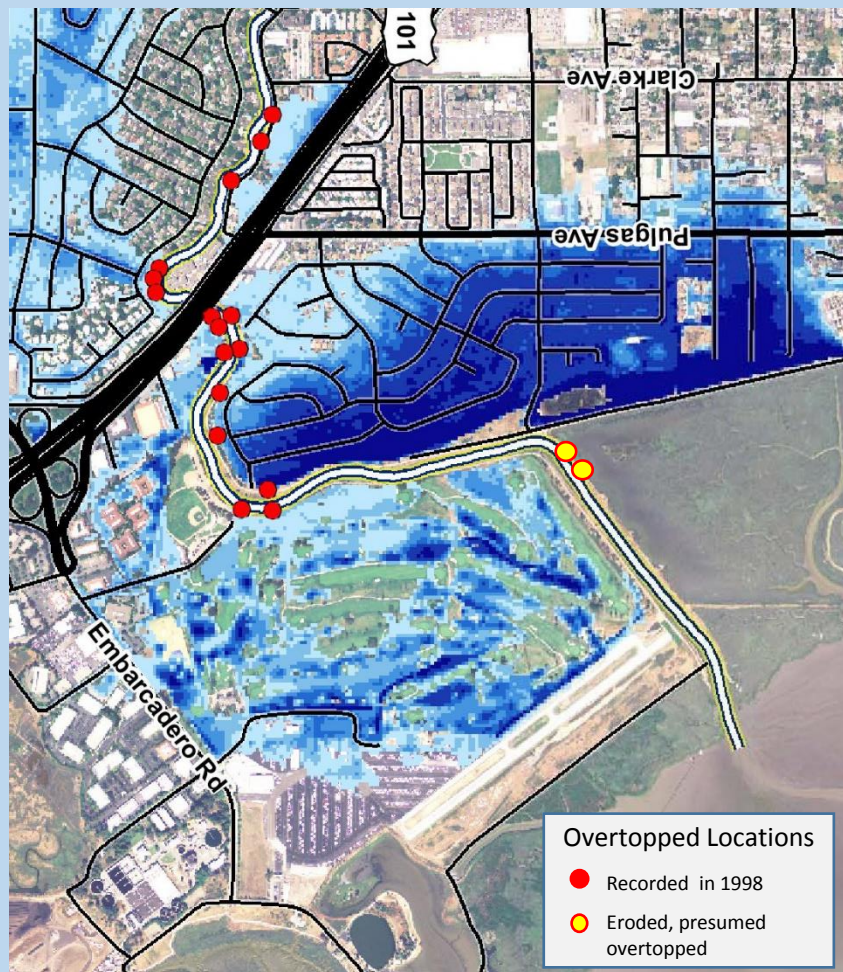 101
Clarke Ave
Pulgas Ave
Embarcadero Rd
Overtopped Locations
Recorded in 1998
Eroded, presumed
overtopped